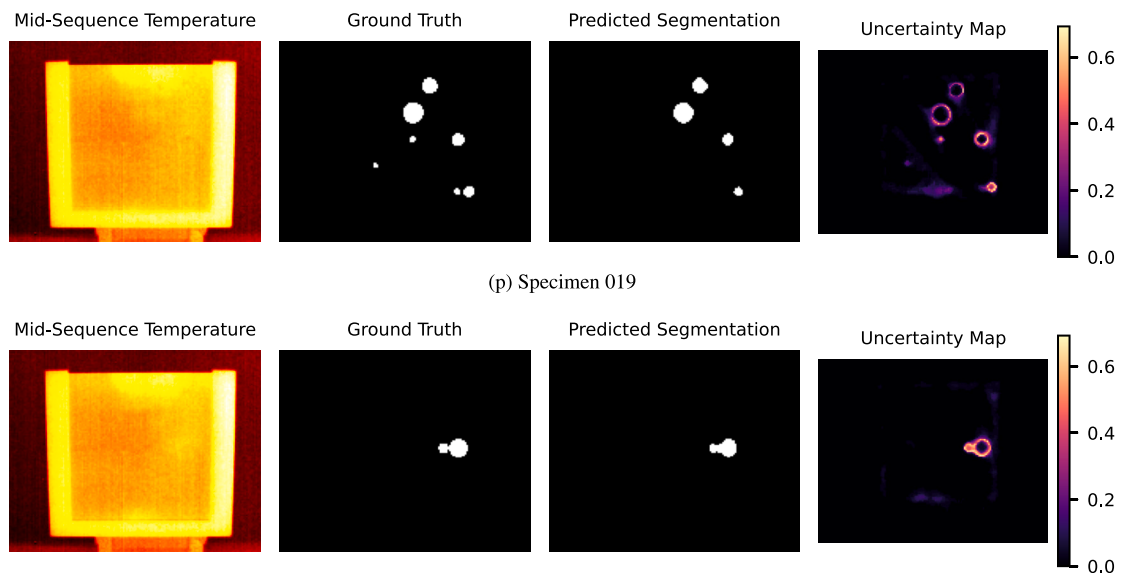 Mid-Sequence Temperature Ground Truth Predicted Segmentation Uncertainty Map
0.6
0.4
0.2
0.0
(p) Specimen 019
Mid-Sequence Temperature Ground Truth Predicted Segmentation Uncertainty Map
0.6
0.4
0.2
0.0